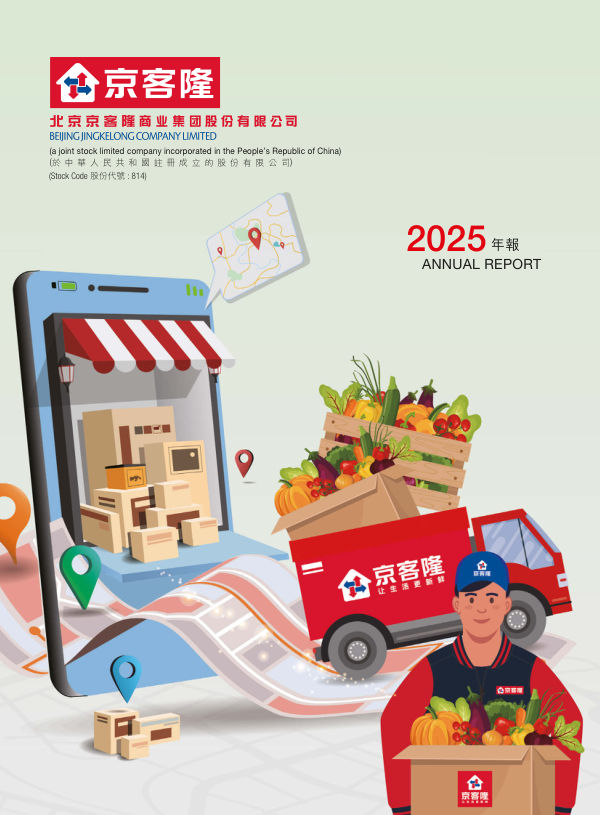 京客隆
北京京客隆商业集团股份有限公司
BEIJING JINGKELONG COMPANY LIMITED
(a joint stock limited company incorporated in the People's Republic of China)
(於中華人民共和國註冊成立的股份有限公司)
(Stock Code 股份代號 : 814)
2025 年報
ANNUAL REPORT
京客隆
让生活更新鲜
京客隆
京客隆
京客隆